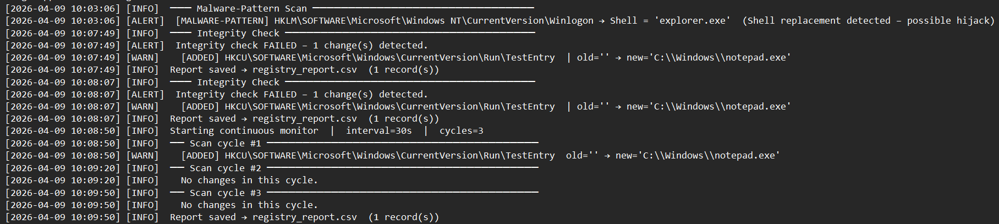 [2026-04-09 10:03:06] [INFO]  ─── Malware-Pattern Scan ───────────────────────────────
[2026-04-09 10:03:06] [ALERT]  [MALWARE-PATTERN] HKLM\SOFTWARE\Microsoft\Windows NT\CurrentVersion\Winlogon → Shell = 'explorer.exe'  (Shell replacement detected – possible hijack)
[2026-04-09 10:07:49] [INFO]  ─── Integrity Check ───────────────────────────────────
[2026-04-09 10:07:49] [ALERT]  Integrity check FAILED – 1 change(s) detected.
[2026-04-09 10:07:49] [WARN]    [ADDED] HKCU\SOFTWARE\Microsoft\Windows\CurrentVersion\Run\TestEntry  | old='' → new='C:\\Windows\\notepad.exe'
[2026-04-09 10:07:49] [INFO]  Report saved → registry_report.csv  (1 record(s))
[2026-04-09 10:08:07] [INFO]  ─── Integrity Check ───────────────────────────────────
[2026-04-09 10:08:07] [ALERT]  Integrity check FAILED – 1 change(s) detected.
[2026-04-09 10:08:07] [WARN]    [ADDED] HKCU\SOFTWARE\Microsoft\Windows\CurrentVersion\Run\TestEntry  | old='' → new='C:\\Windows\\notepad.exe'
[2026-04-09 10:08:07] [INFO]  Report saved → registry_report.csv  (1 record(s))
[2026-04-09 10:08:50] [INFO]  Starting continuous monitor  |  interval=30s  |  cycles=3
[2026-04-09 10:08:50] [INFO]  ── Scan cycle #1 ──────────────────────────────────────
[2026-04-09 10:08:50] [WARN]    [ADDED] HKCU\SOFTWARE\Microsoft\Windows\CurrentVersion\Run\TestEntry  old='' → new='C:\\Windows\\notepad.exe'
[2026-04-09 10:09:20] [INFO]  ── Scan cycle #2 ──────────────────────────────────────
[2026-04-09 10:09:20] [INFO]    No changes in this cycle.
[2026-04-09 10:09:50] [INFO]  ── Scan cycle #3 ──────────────────────────────────────
[2026-04-09 10:09:50] [INFO]    No changes in this cycle.
[2026-04-09 10:09:50] [INFO]  Report saved → registry_report.csv  (1 record(s))